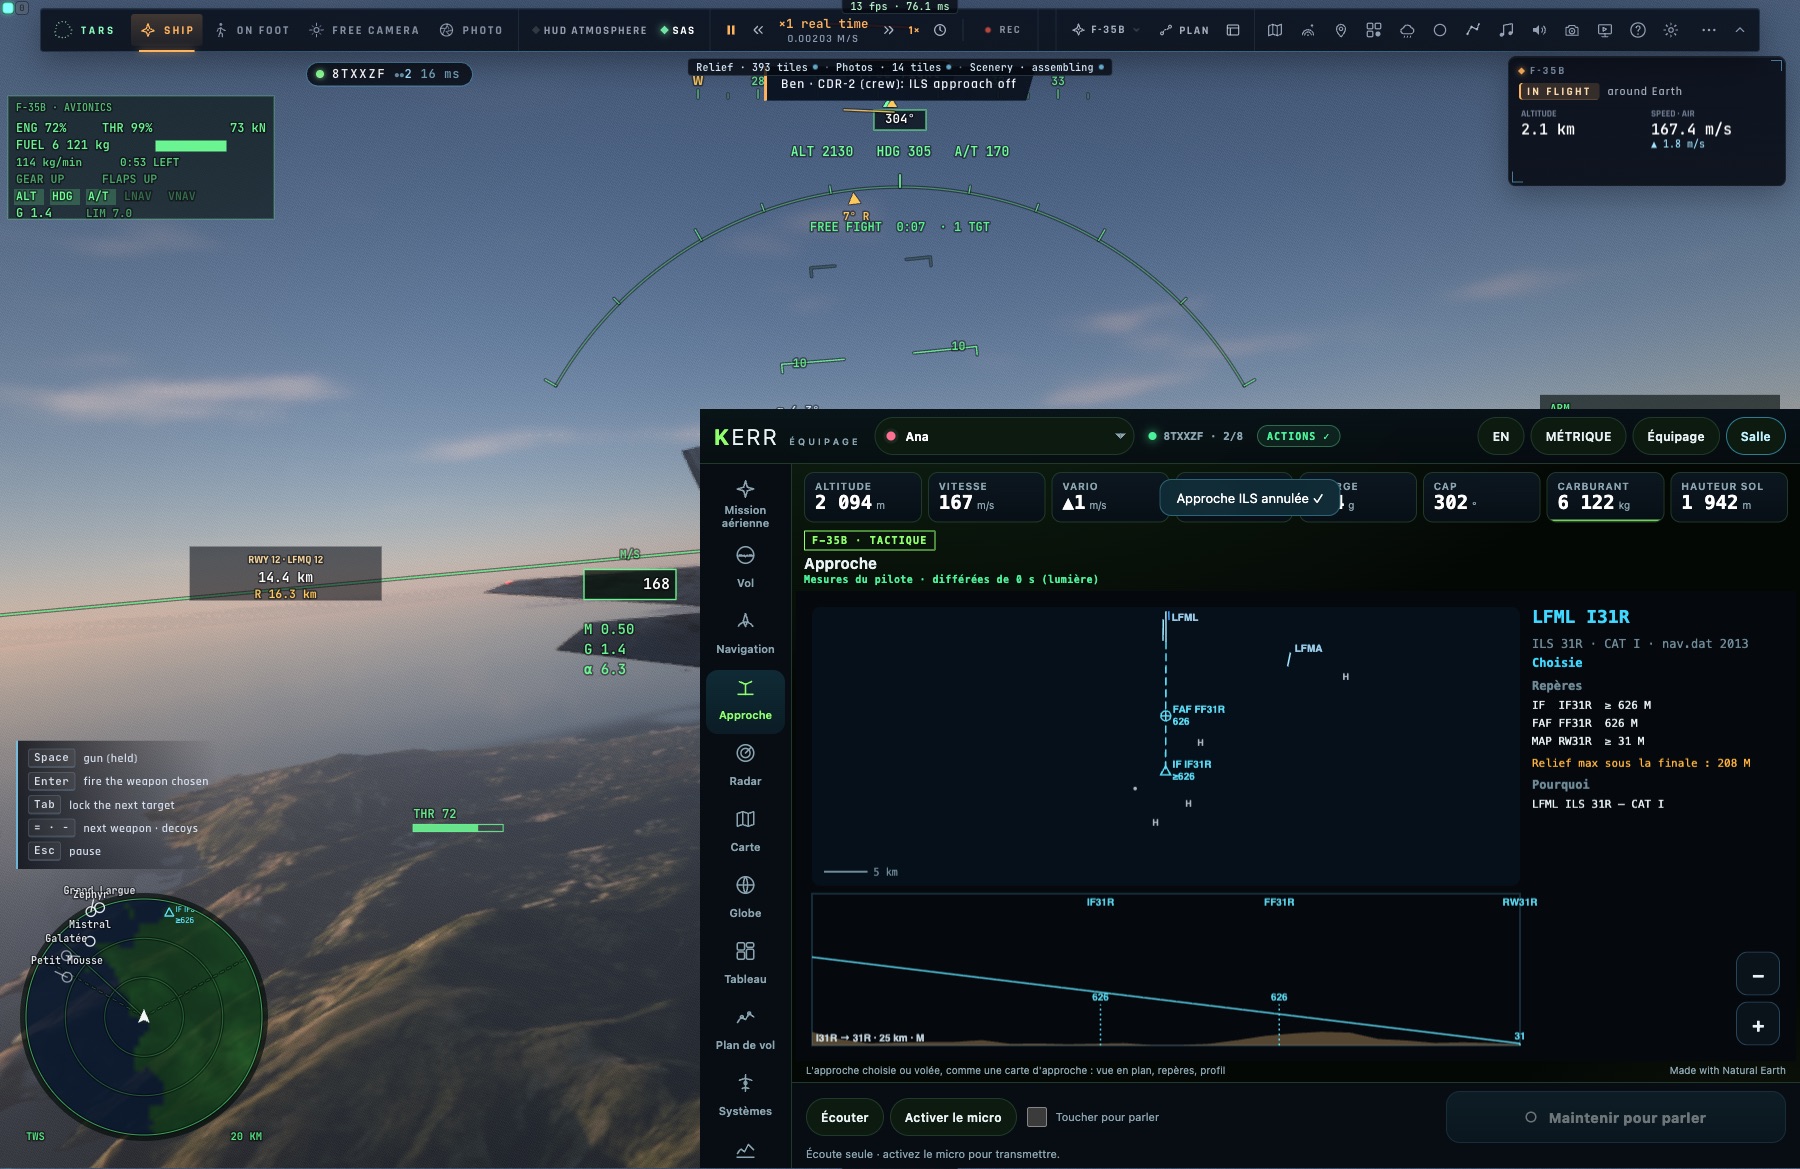 13 fps · 76.1 ms
TARS
SHIP
ON FOOT
FREE CAMERA
PHOTO
HUD ATMOSPHERE
SAS
×1 real time
0.00203 M/S
1×
REC
F-35B
PLAN
8TXXZF ••2 16 ms
Relief · 393 tiles · Photos · 14 tiles · Scenery · assembling
W
28
33
Ben · CDR-2 (crew): ILS approach off
304°
ALT 2130 HDG 305 A/T 170
7° R
FREE FIGHT 0:07 · 1 TGT
10
10
F-35B · AVIONICS
ENG 72% THR 99% 73 kN
FUEL 6 121 kg
114 kg/min 0:53 LEFT
GEAR UP FLAPS UP
ALT HDG A/T LNAV VNAV
G 1.4 LIM 7.0
F-35B
IN FLIGHT around Earth
ALTITUDE SPEED · AIR
2.1 km 167.4 m/s
▲ 1.8 m/s
RWY 12 · LFMQ 12
14.4 km
R 16.3 km
M/S
168
M 0.50
G 1.4
α 6.3
Space gun (held)
Enter fire the weapon chosen
Tab lock the next target
= · - next weapon · decoys
Esc pause
THR 72
Grand Largue
Zéphyr
Mistral
Galatée
Petit Mousse
≥626
TWS
20 KM
KERR ÉQUIPAGE
Ana
8TXXZF · 2/8
ACTIONS ✓
EN
MÉTRIQUE
Équipage
Salle
Mission aérienne
Vol
Navigation
Approche
Radar
Carte
Globe
Tableau
Plan de vol
Systèmes
ALTITUDE
2 094 m
VITESSE
167 m/s
VARIO
▲1 m/s
Approche ILS annulée ✓
g
CAP
302 °
CARBURANT
6 122 kg
HAUTEUR SOL
1 942 m
F-35B · TACTIQUE
Approche
Mesures du pilote · différées de 0 s (lumière)
LFML
LFMA
H
FAF FF31R
626
H
IF IF31R
≥626
H
H
5 km
LFML I31R
ILS 31R · CAT I · nav.dat 2013
Choisie
Repères
IF IF31R ≥ 626 M
FAF FF31R 626 M
MAP RW31R ≥ 31 M
Relief max sous la finale : 208 M
Pourquoi
LFML ILS 31R — CAT I
IF31R
FF31R
RW31R
626
626
31
I31R → 31R · 25 km · M
−
+
L'approche choisie ou volée, comme une carte d'approche : vue en plan, repères, profil
Made with Natural Earth
Écouter
Activer le micro
Toucher pour parler
Maintenir pour parler
Écoute seule · activez le micro pour transmettre.